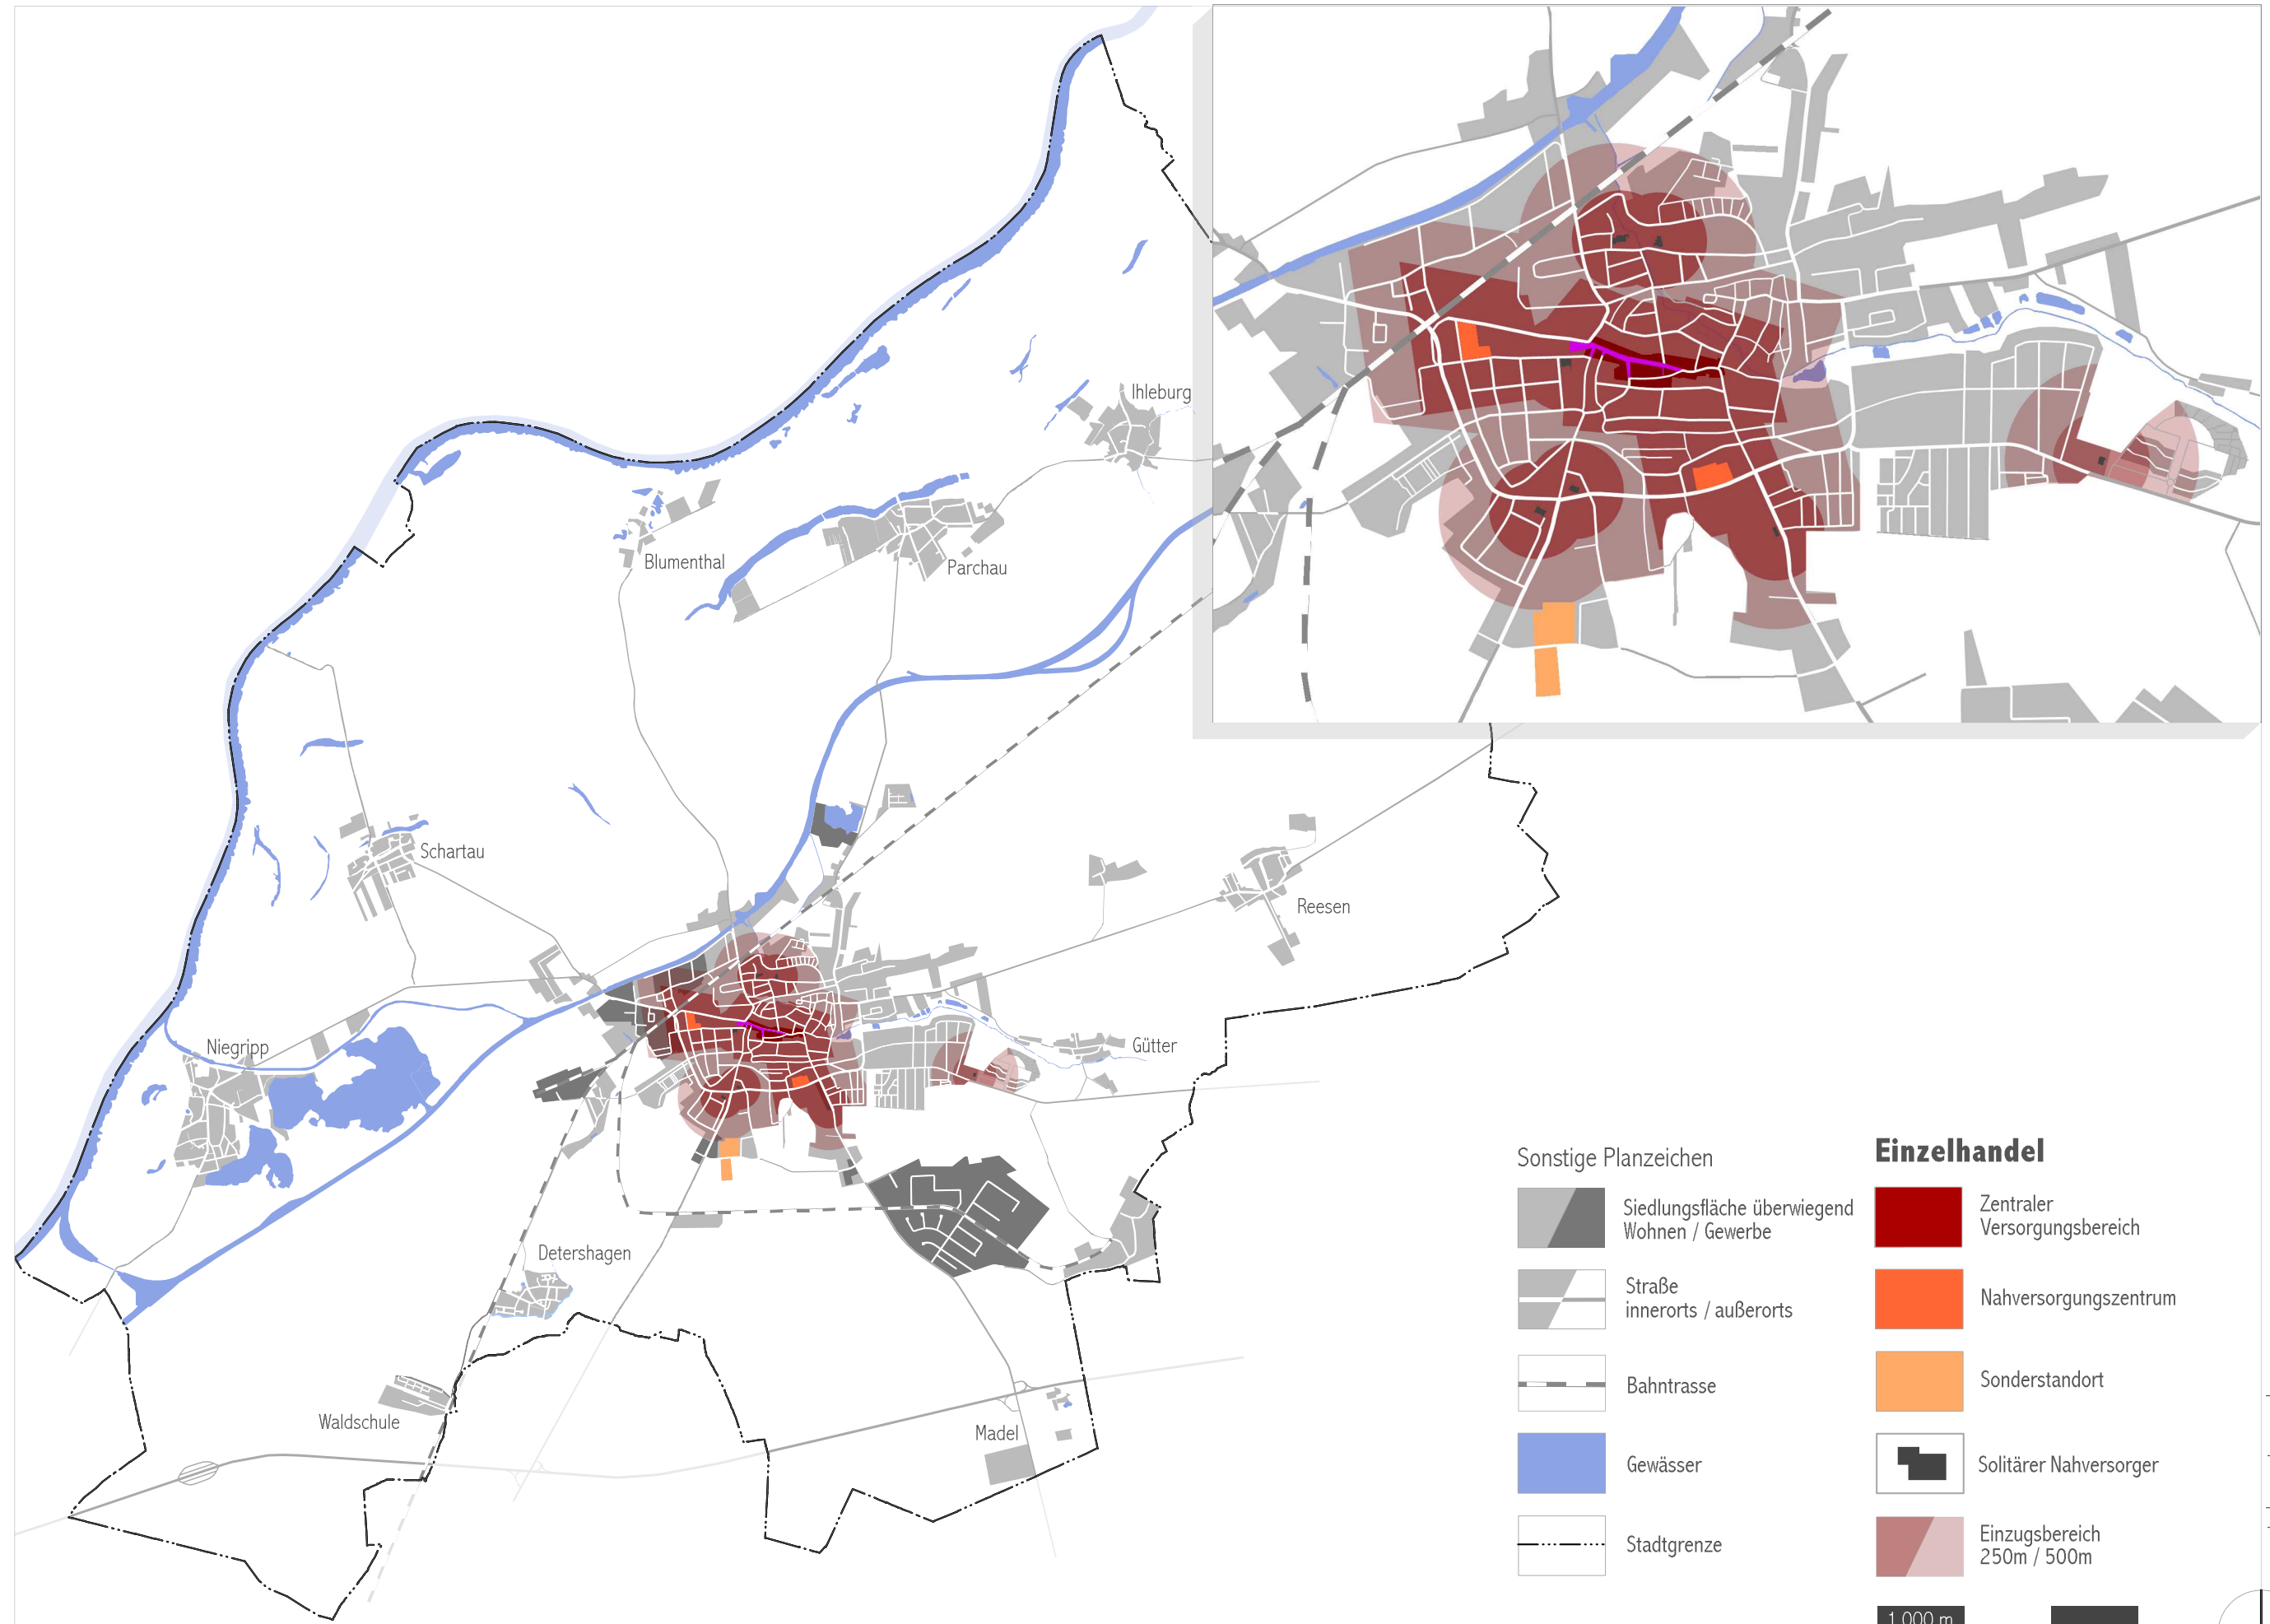 Ihleburg
Blumenthal
Parchau
Schartau
Reesen
Niegripp
Gütter
Detershagen
Waldschule
Madel
Sonstige Planzeichen
Siedlungsfläche überwiegend
Wohnen / Gewerbe
Straße
innerorts / außerorts
Bahntrasse
Gewässer
Stadtgrenze
Einzelhandel
Zentraler
Versorgungsbereich
Nahversorgungszentrum
Sonderstandort
Solitärer Nahversorger
Einzugsbereich
250m / 500m
1.000 m